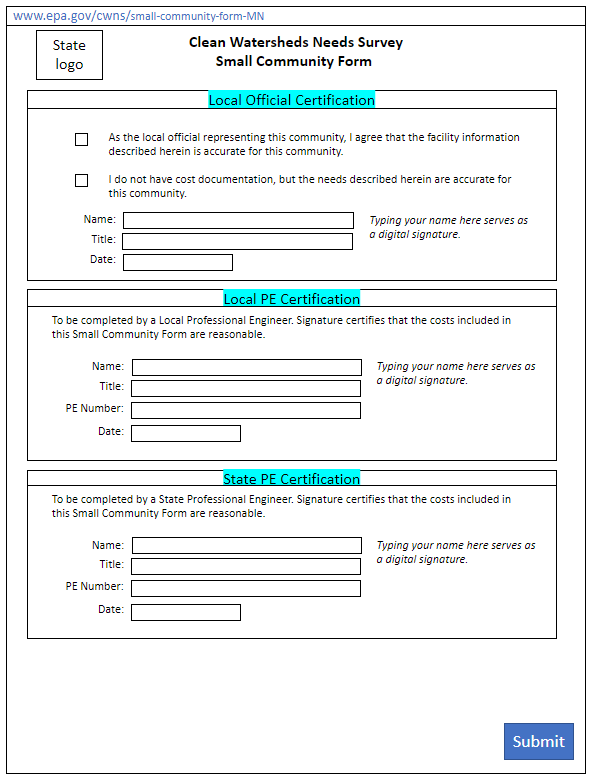 www.epa.gov/cwns/small-community-form-MN
State
logo
Clean Watersheds Needs Survey
Small Community Form
Local Official Certification
As the local official representing this community, I agree that the facility information
described herein is accurate for this community.
I do not have cost documentation, but the needs described herein are accurate for
this community.
Name:
Typing your name here serves as
a digital signature.
Title:
Date:
Local PE Certification
To be completed by a Local Professional Engineer. Signature certifies that the costs included in
this Small Community Form are reasonable.
Name:
Typing your name here serves as
a digital signature.
Title:
PE Number:
Date:
State PE Certification
To be completed by a State Professional Engineer. Signature certifies that the costs included in
this Small Community Form are reasonable.
Name:
Typing your name here serves as
a digital signature.
Title:
PE Number:
Date:
Submit